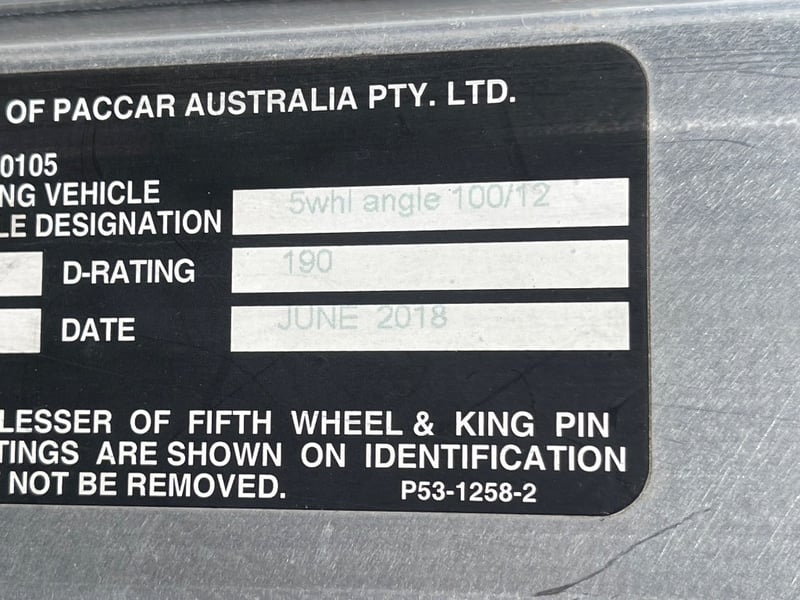 OF PACCAR AUSTRALIA PTY. LTD.
0105
NG VEHICLE
LE DESIGNATION 5whl angle 100/12
D-RATING 190
DATE JUNE 2018
LESSER OF FIFTH WHEEL & KING PIN
TINGS ARE SHOWN ON IDENTIFICATION
NOT BE REMOVED. P53-1258-2